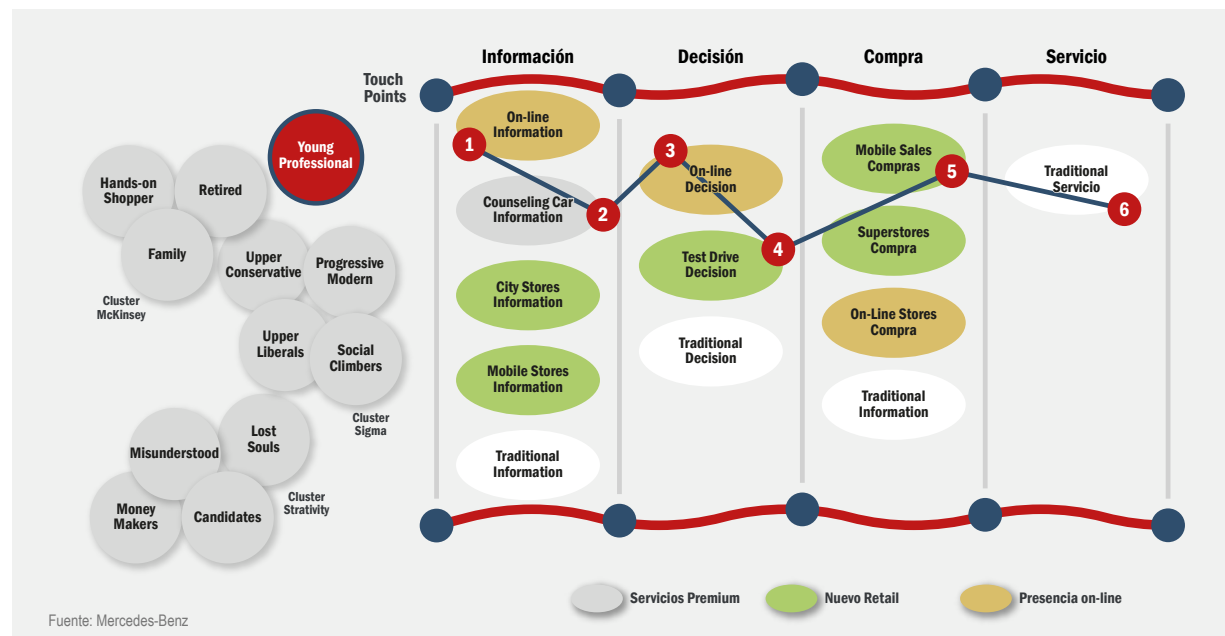 Información
Decisión
Compra
Servicio
Touch
Points
Young
Professional
Hands-on
Shopper
Retired
Family
Upper
Conservative
Progressive
Modern
Cluster
McKinsey
Upper
Liberals
Social
Climbers
Cluster
Sigma
Lost
Souls
Misunderstood
Money
Makers
Candidates
Cluster
Strativity
On-line
Information
1
Counseling Car
Information
2
City Stores
Information
Mobile Stores
Information
Traditional
Information
3
On-line
Decision
4
Test Drive
Decision
Traditional
Decision
Mobile Sales
Compras
5
Superstores
Compra
On-Line Stores
Compra
Traditional
Information
Traditional
Servicio
6
Servicios Premium
Nuevo Retail
Presencia on-line
Fuente: Mercedes-Benz